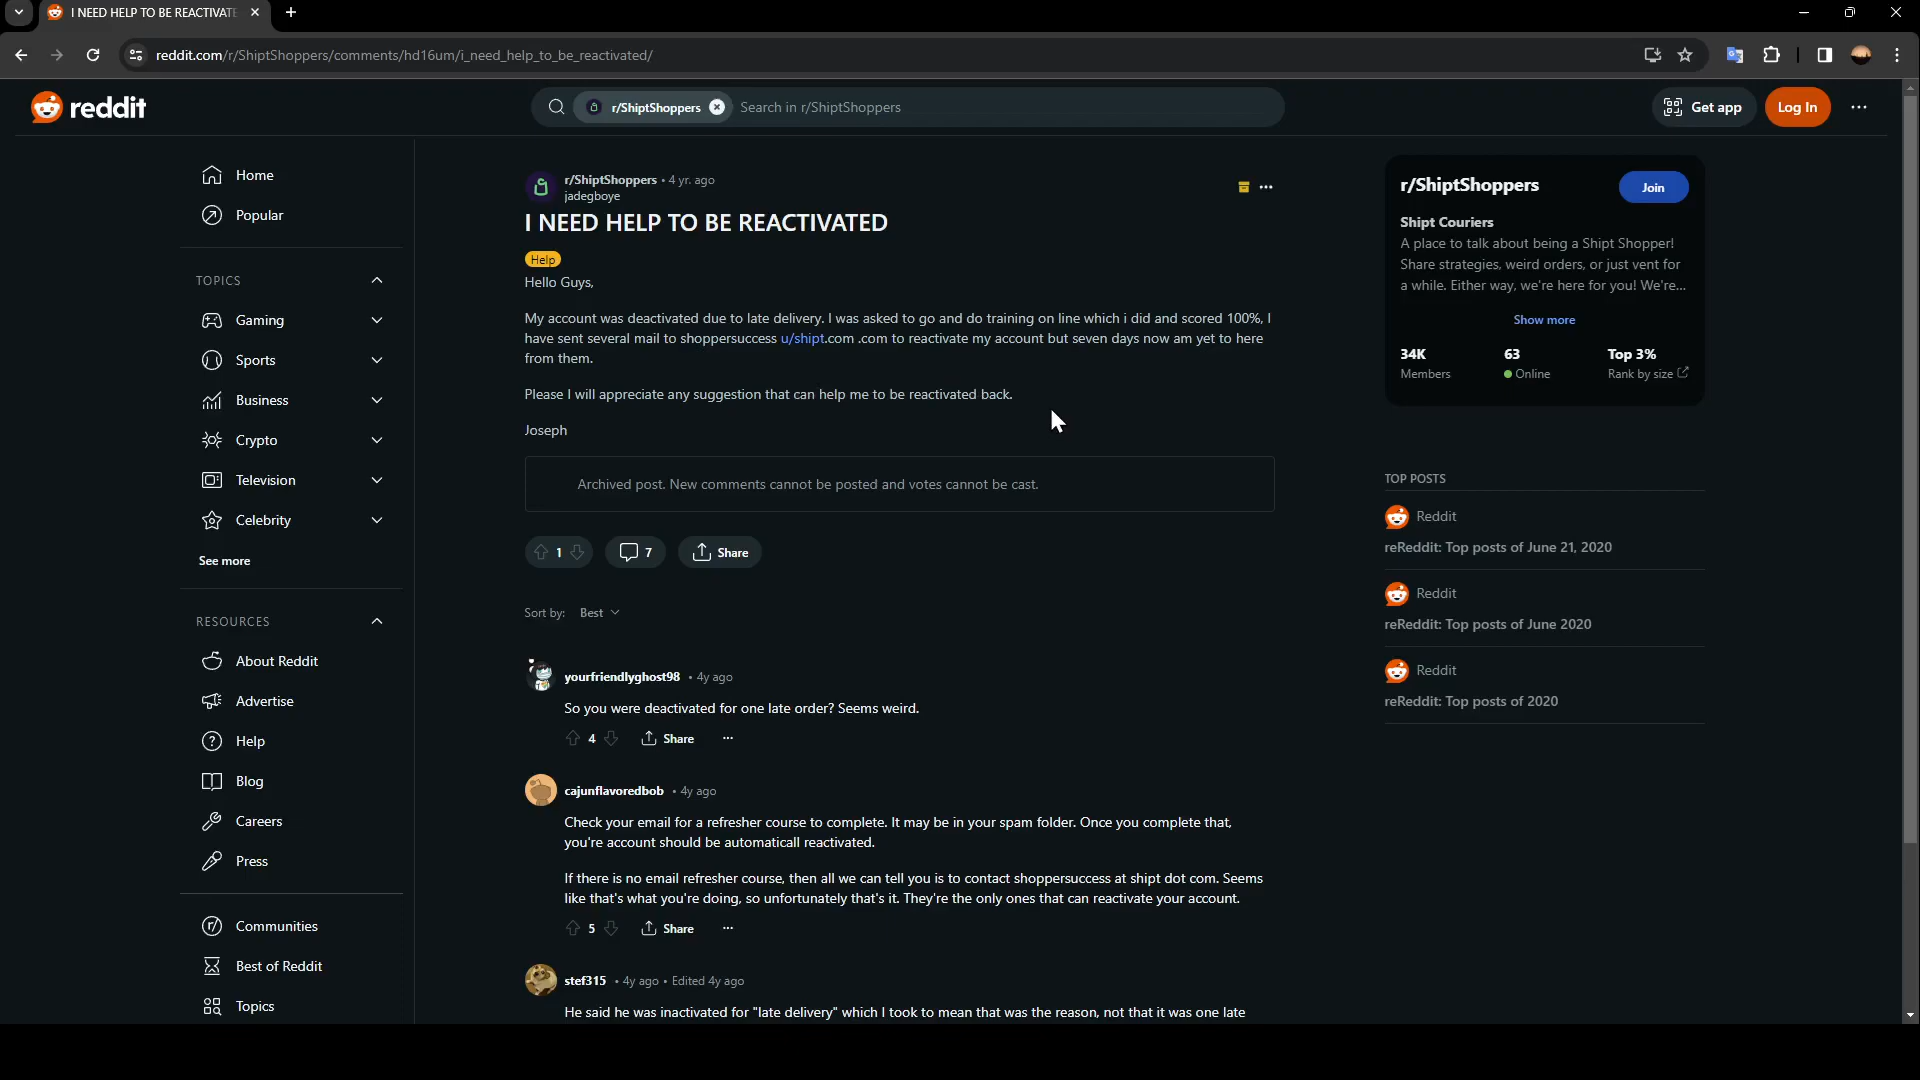 I NEED HELP TO BE REACTIVATE
reddit.com/r/ShiptShoppers/comments/hd16um/i_need_help_to_be_reactivated/
reddit
r/ShiptShoppers
Search in r/ShiptShoppers
Get app
Log In
Home
Popular
TOPICS
Gaming
Sports
Business
Crypto
Television
Celebrity
See more
RESOURCES
About Reddit
Advertise
Help
Blog
Careers
Press
Communities
Best of Reddit
Topics
r/ShiptShoppers • 4 yr. ago
jadegboye
I NEED HELP TO BE REACTIVATED
Help
Hello Guys,
My account was deactivated due to late delivery. I was asked to go and do training on line which i did and scored 100%, I
have sent several mail to shoppersuccess u/shipt.com .com to reactivate my account but seven days now am yet to here
from them.
Please I will appreciate any suggestion that can help me to be reactivated back.
Joseph
Archived post. New comments cannot be posted and votes cannot be cast.
1
7
Share
Sort by: Best
yourfriendlyghost98 • 4y ago
So you were deactivated for one late order? Seems weird.
4
Share
cajunflavoredbob • 4y ago
Check your email for a refresher course to complete. It may be in your spam folder. Once you complete that,
you're account should be automaticall reactivated.
If there is no email refresher course, then all we can tell you is to contact shoppersuccess at shipt dot com. Seems
like that's what you're doing, so unfortunately that's it. They're the only ones that can reactivate your account.
5
Share
stef315 • 4y ago • Edited 4y ago
He said he was inactivated for "late delivery" which I took to mean that was the reason, not that it was one late
r/ShiptShoppers
Join
Shipt Couriers
A place to talk about being a Shipt Shopper!
Share strategies, weird orders, or just vent for
a while. Either way, we're here for you! We're...
Show more
34K
Members
63
Online
Top 3%
Rank by size
TOP POSTS
Reddit
reReddit: Top posts of June 21, 2020
Reddit
reReddit: Top posts of June 2020
Reddit
reReddit: Top posts of 2020